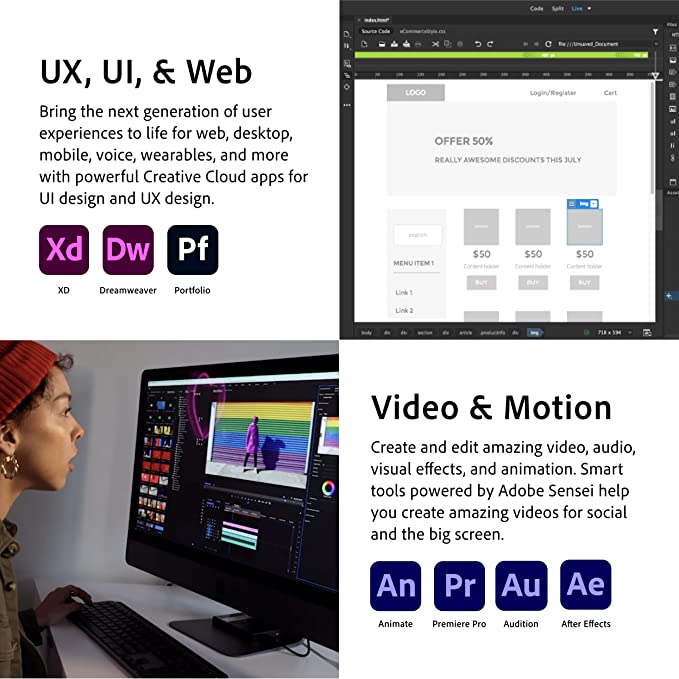 UX, UI, & Web
Bring the next generation of user
experiences to life for web, desktop,
mobile, voice, wearables, and more
with powerful Creative Cloud apps for
UI design and UX design.
Xd Dw Pf
XD Dreamweaver Portfolio
Code Split Live
index.html*
Source Code eCommerceStyle.css
file:///Unsaved_Document
LOGO Login/Register Cart
OFFER 50%
REALLY AWESOME DISCOUNTS THIS JULY
img
search
$50 $50 $50
Content holder Content holder Content holder
BUY BUY BUY
MENU ITEM 1
Link 1
Link 2
body div div section div article productinfo div img 718 x 594
Files
Video & Motion
Create and edit amazing video, audio,
visual effects, and animation. Smart
tools powered by Adobe Sensei help
you create amazing videos for social
and the big screen.
An Pr Au Ae
Animate Premiere Pro Audition After Effects